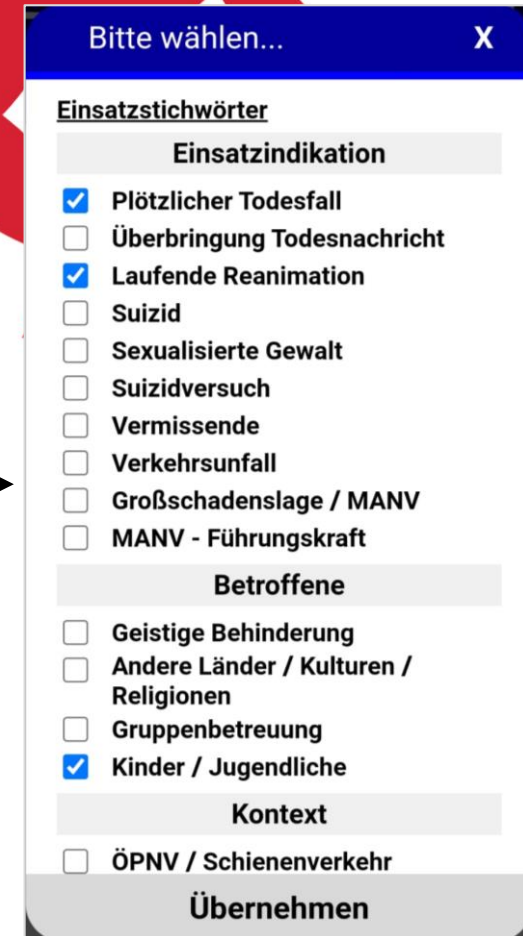 Bitte wählen... X
Einsatzstichwörter
Einsatzindikation
Plötzlicher Todesfall
Überbringung Todesnachricht
Laufende Reanimation
Suizid
Sexualisierte Gewalt
Suizidversuch
Vermissende
Verkehrsunfall
Großschadenslage / MANV
MANV - Führungskraft
Betroffene
Geistige Behinderung
Andere Länder / Kulturen /
Religionen
Gruppenbetreuung
Kinder / Jugendliche
Kontext
ÖPNV / Schienenverkehr
Übernehmen